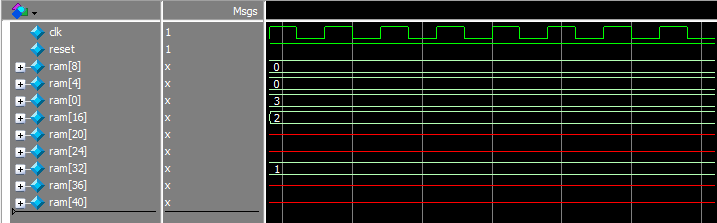 Msgs
clk 1
reset 1
ram[8] x 0
ram[4] x 0
ram[0] x 3
ram[16] x 2
ram[20] x
ram[24] x
ram[32] x 1
ram[36] x
ram[40] x